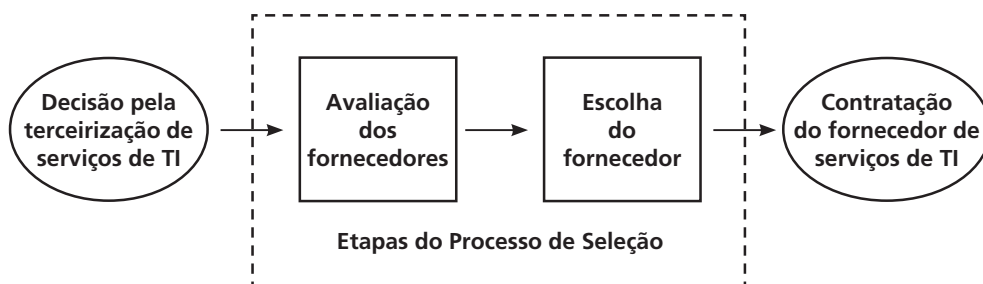 Decisão pela
terceirização de
serviços de TI
Avaliação
dos
fornecedores
Escolha
do
fornecedor
Contratação
do fornecedor de
serviços de TI
Etapas do Processo de Seleção